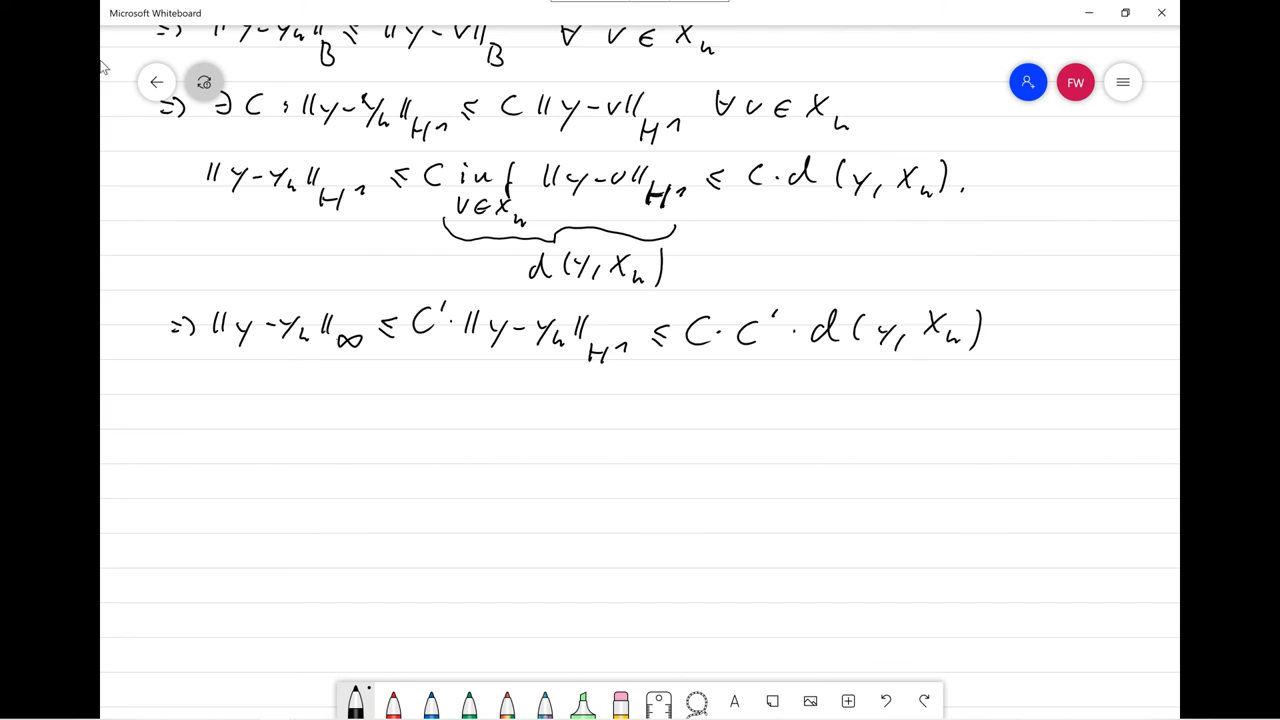 Microsoft Whiteboard
=> ||y-y_h||_B ≤ ||y-v||_B ∀ v ∈ X_h
FW
=> ∃ C : ||y-y_h||_{H^1} ≤ C ||y-v||_{H^1} ∀ v ∈ X_h
||y-y_h||_{H^1} ≤ C inf_{v∈X_h} ||y-v||_{H^1} ≤ C · d(y, X_h).
d(y, X_h)
=> ||y-y_h||_∞ ≤ C' · ||y-y_h||_{H^1} ≤ C · C' · d(y, X_h)
A